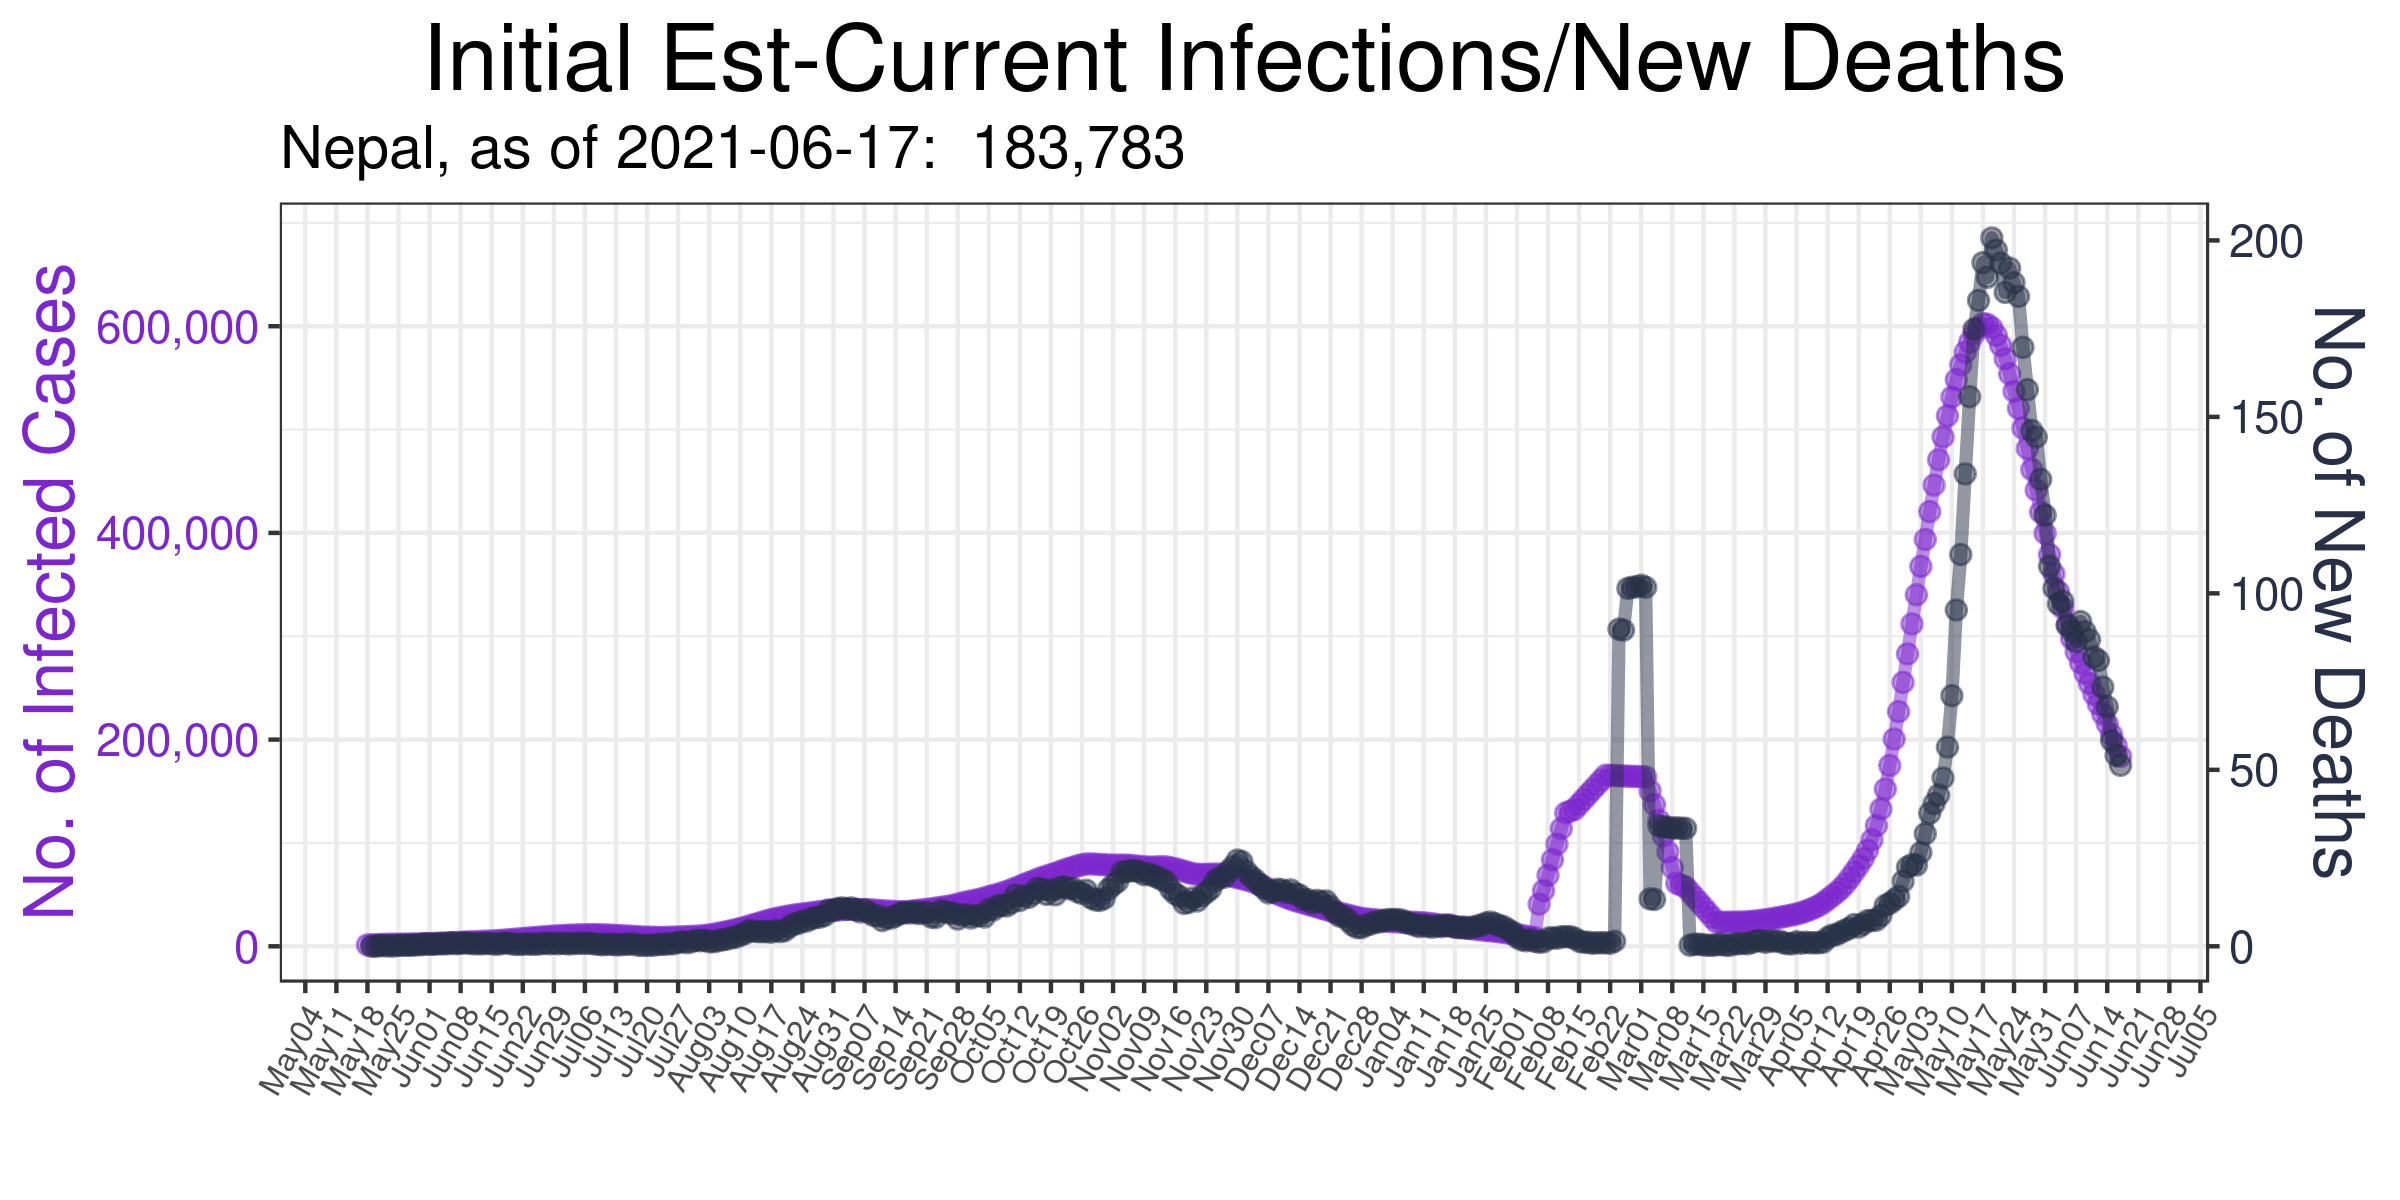 Initial Est-Current Infections/New Deaths
Nepal, as of 2021-06-17: 183,783
No. of Infected Cases
600,000
400,000
200,000
0
200
150
100
50
0
No. of New Deaths
May04
May11
May18
May25
Jun01
Jun08
Jun15
Jun22
Jun29
Jul06
Jul13
Jul20
Jul27
Aug03
Aug10
Aug17
Aug24
Aug31
Sep07
Sep14
Sep21
Sep28
Oct05
Oct12
Oct19
Oct26
Nov02
Nov09
Nov16
Nov23
Nov30
Dec07
Dec14
Dec21
Dec28
Jan04
Jan11
Jan18
Jan25
Feb01
Feb08
Feb15
Feb22
Mar01
Mar08
Mar15
Mar22
Mar29
Apr05
Apr12
Apr19
Apr26
May03
May10
May17
May24
May31
Jun07
Jun14
Jun21
Jun28
Jul05